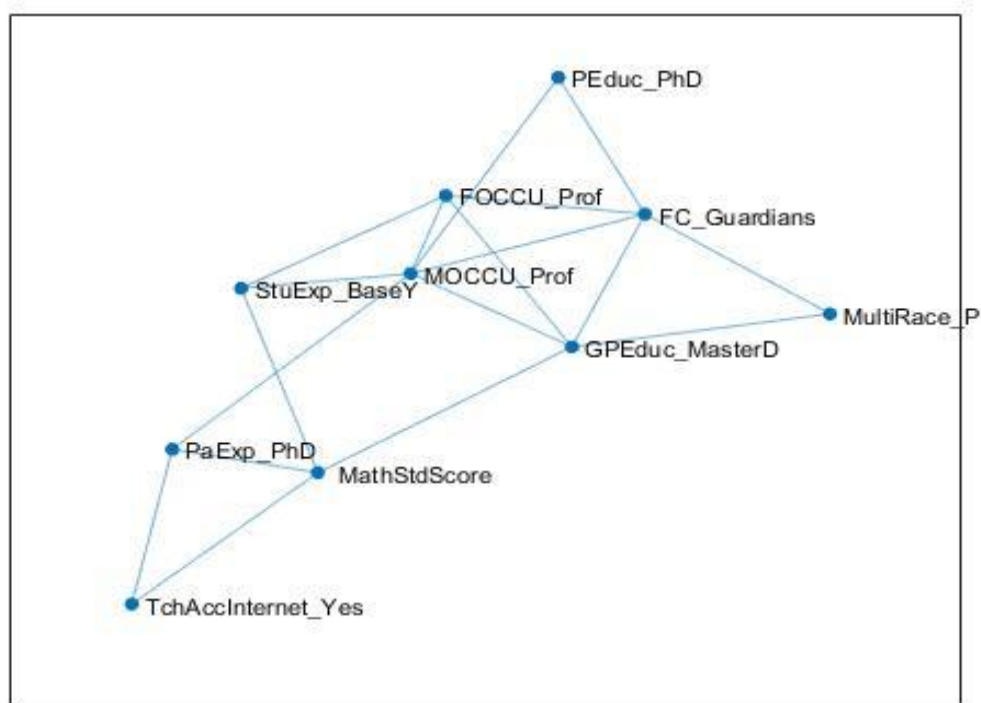 PEduc_PhD
FOCCU_Prof
FC_Guardians
MOCCU_Prof
StuExp_BaseY
MultiRace_P
GPEduc_MasterD
PaExp_PhD
MathStdScore
TchAccInternet_Yes